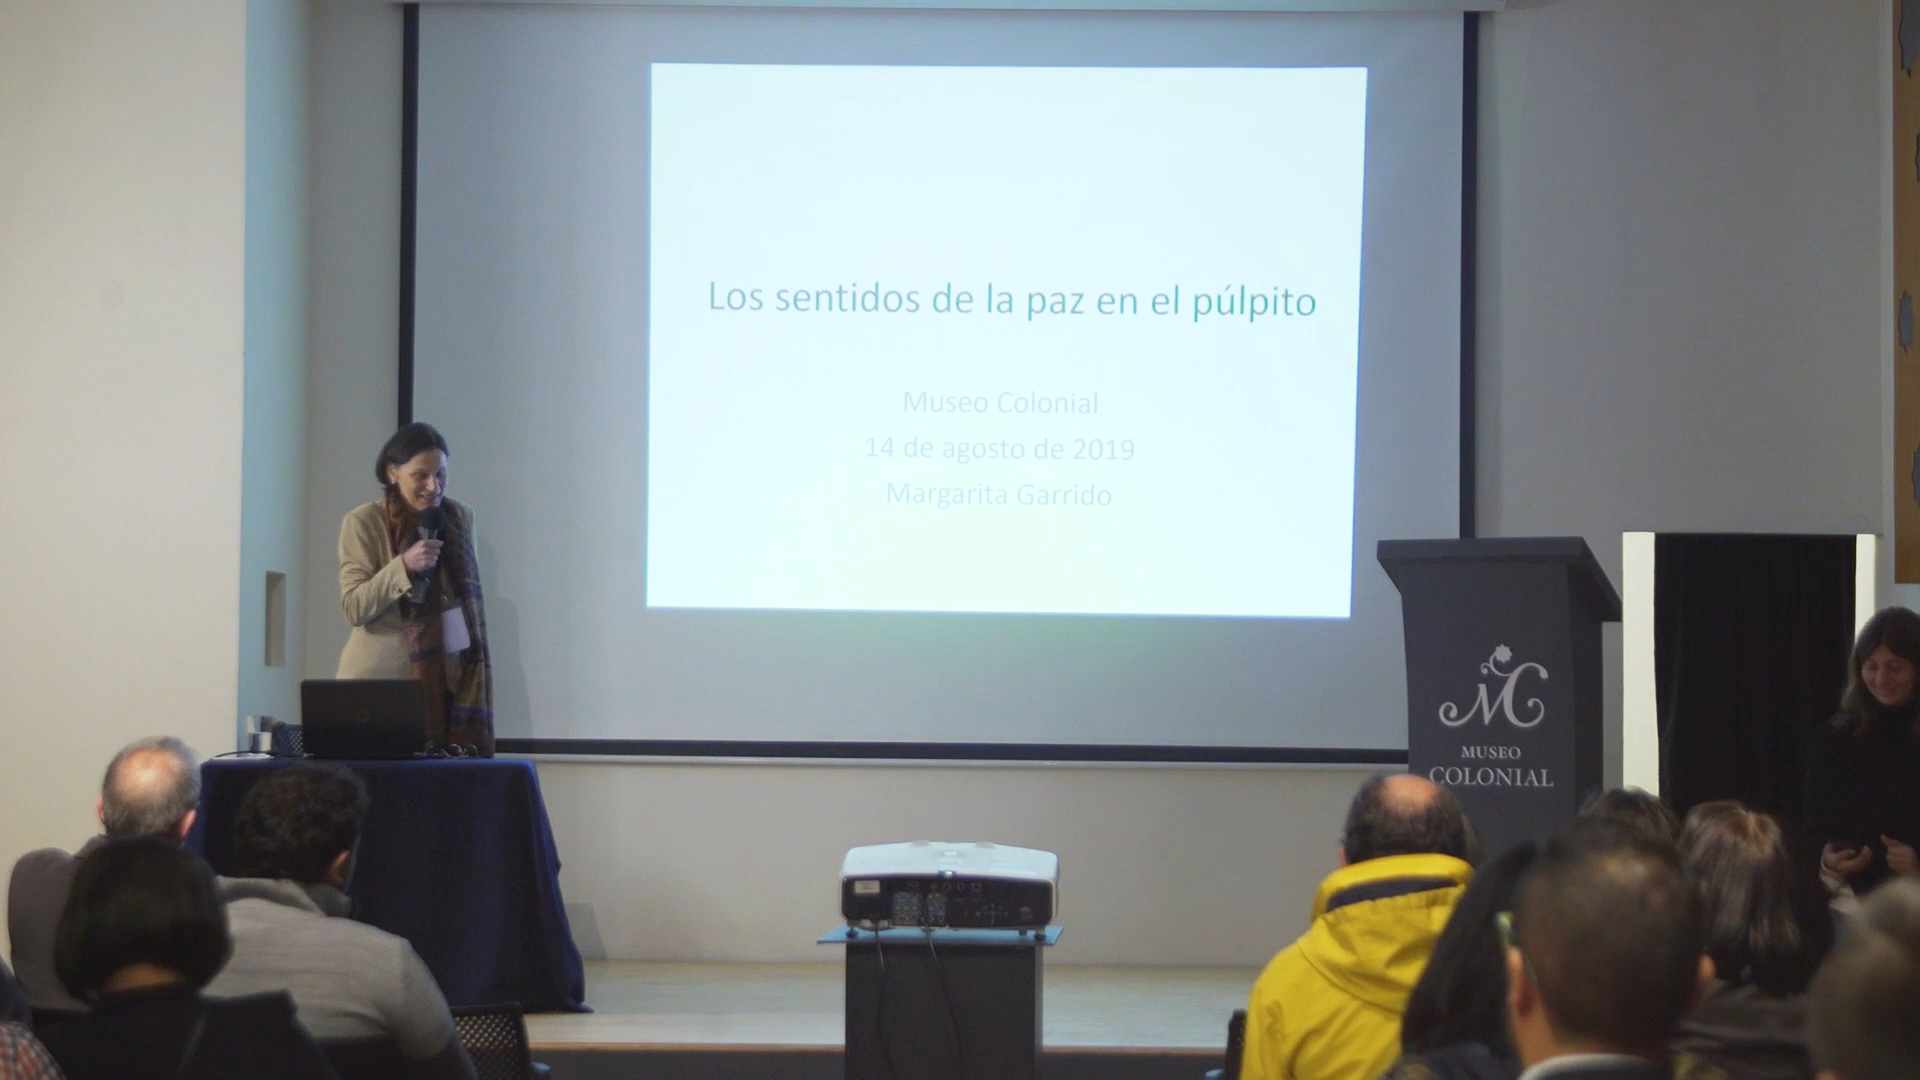 Los sentidos de la paz en el púlpito
Museo Colonial
14 de agosto de 2019
Margarita Garrido
MC
MUSEO
COLONIAL